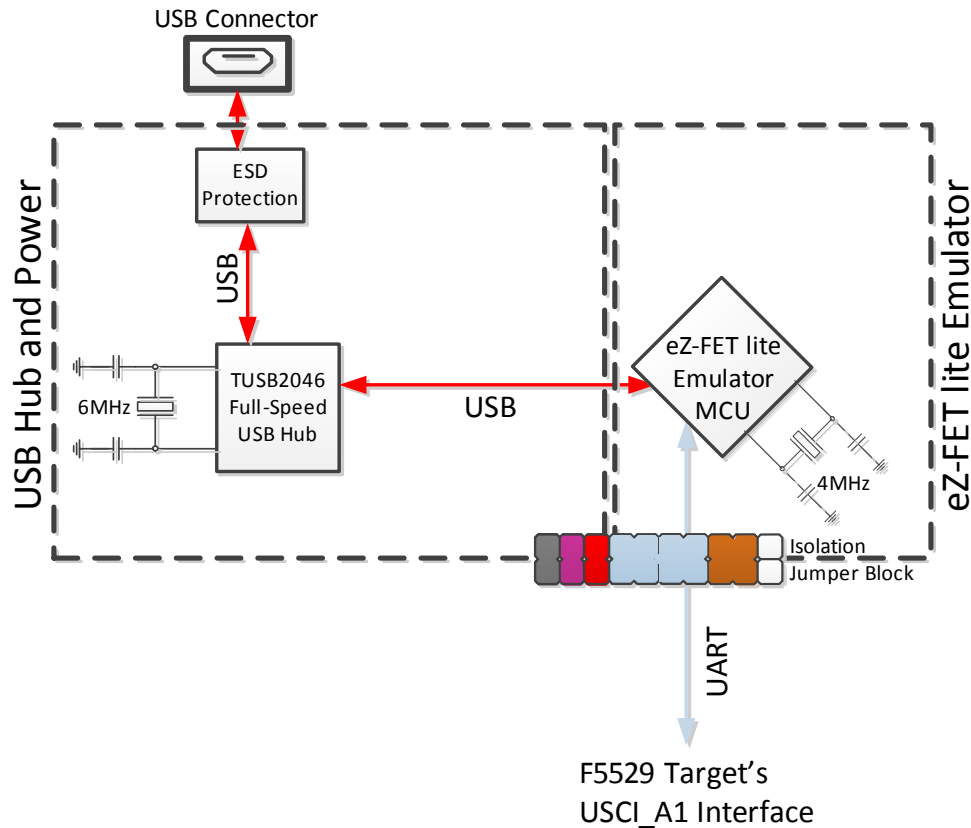 USB Connector
ESD
Protection
USB Hub and Power
USB
eZ-FET lite Emulator
eZ-FET lite
Emulator
MCU
TUSB2046
Full-Speed
USB Hub
6MHz
USB
4MHz
Isolation
Jumper Block
UART
F5529 Target's
USCI_A1 Interface